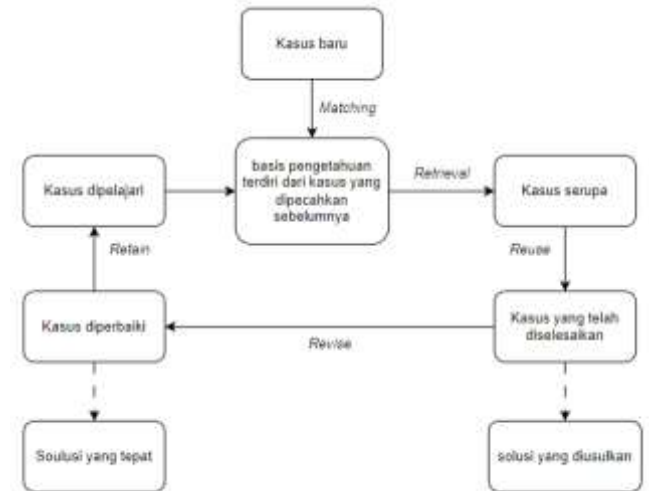 Kasus baru
Matching
basis pengetahuan
terdiri dari kasus yang
dipecahkan
sebelumnya
Retrieval
Kasus serupa
Kasus dipelajari
Retain
Reuse
Kasus diperbaiki
Revise
Kasus yang telah
diselesaikan
Soulusi yang tepat
solusi yang diusulkan